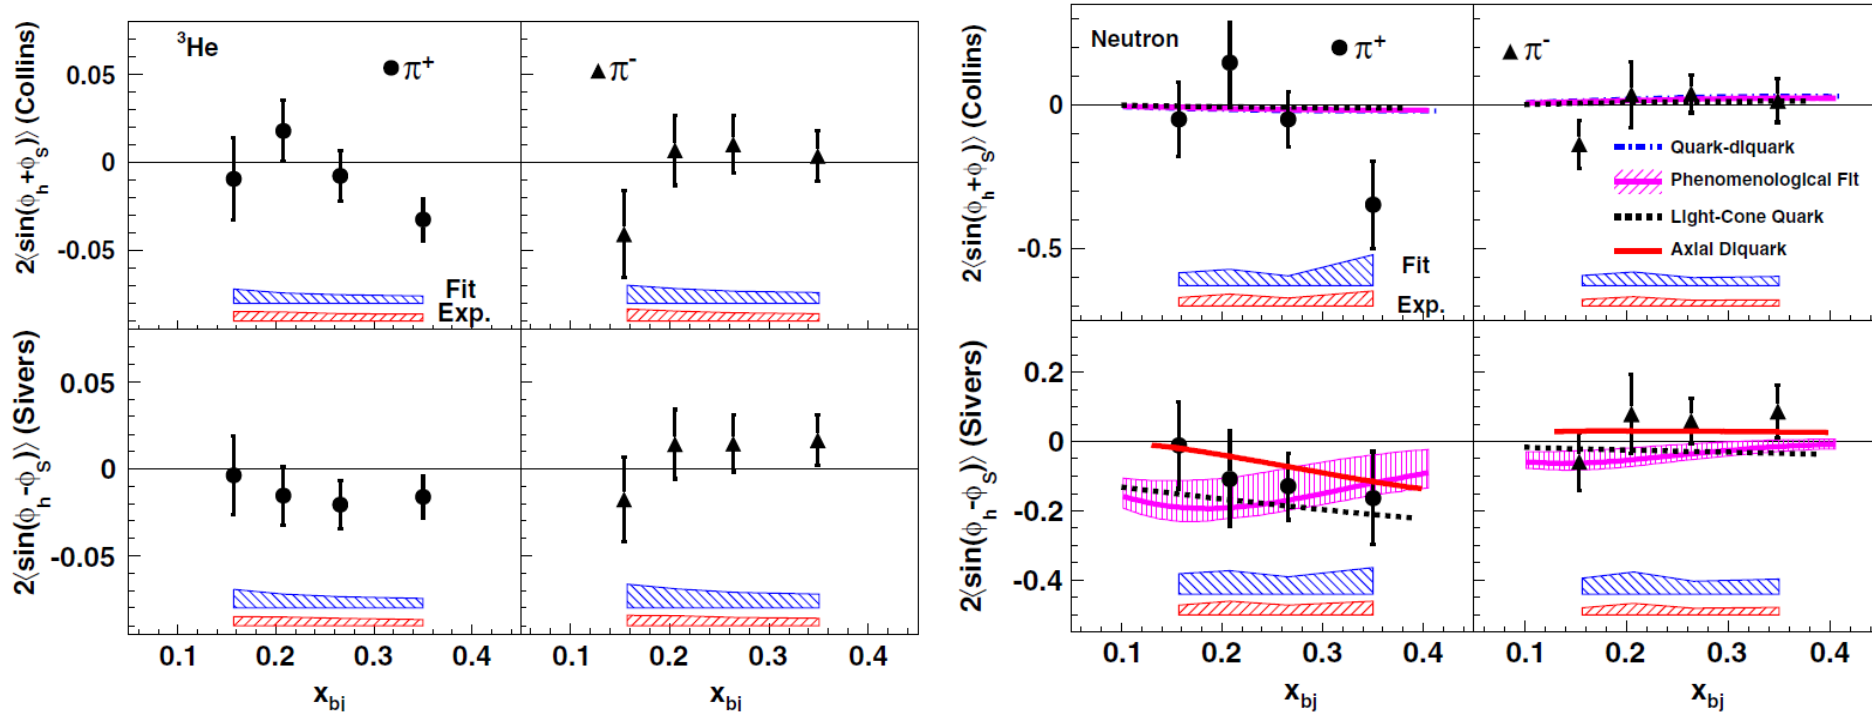 ³He
π⁺
π⁻
2⟨sin(ϕₕ+ϕS)⟩ (Collins)
0.05
0
-0.05
Fit
Exp.
2⟨sin(ϕₕ-ϕS)⟩ (Sivers)
0.05
0
-0.05
0.1 0.2 0.3 0.4
0.1 0.2 0.3 0.4
x_bj
x_bj
Neutron
π⁺
π⁻
2⟨sin(ϕₕ+ϕS)⟩ (Collins)
0
-0.5
Quark-diquark
Phenomenological Fit
Light-Cone Quark
Axial Diquark
Fit
Exp.
2⟨sin(ϕₕ-ϕS)⟩ (Sivers)
0.2
0
-0.2
-0.4
0.1 0.2 0.3 0.4
0.1 0.2 0.3 0.4
x_bj
x_bj